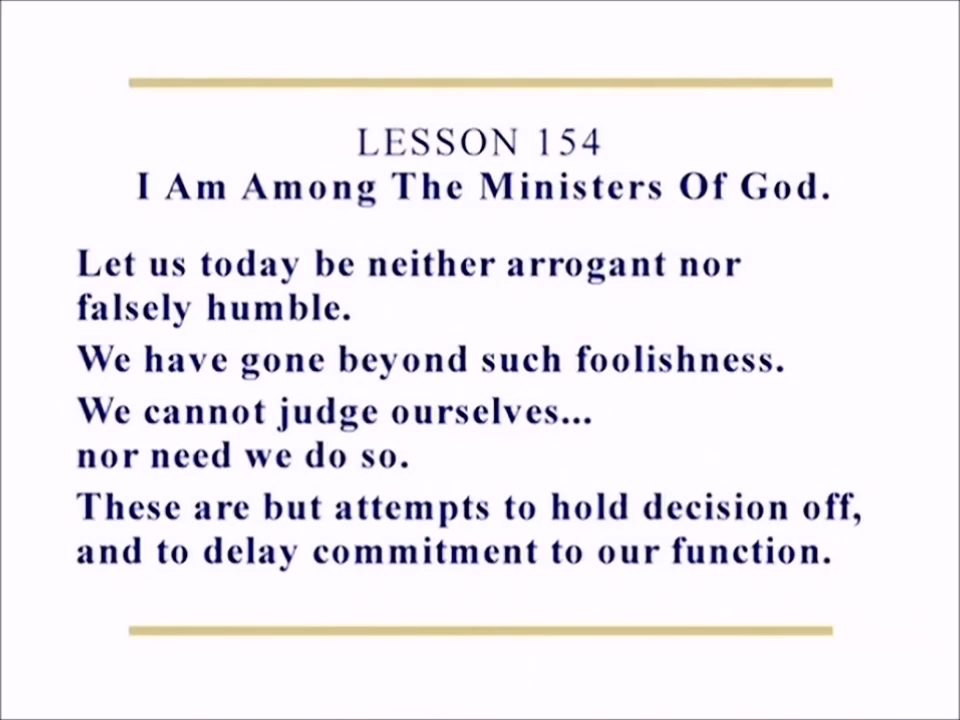 LESSON 154
I Am Among The Ministers Of God.
Let us today be neither arrogant nor
falsely humble.
We have gone beyond such foolishness.
We cannot judge ourselves...
nor need we do so.
These are but attempts to hold decision off,
and to delay commitment to our function.